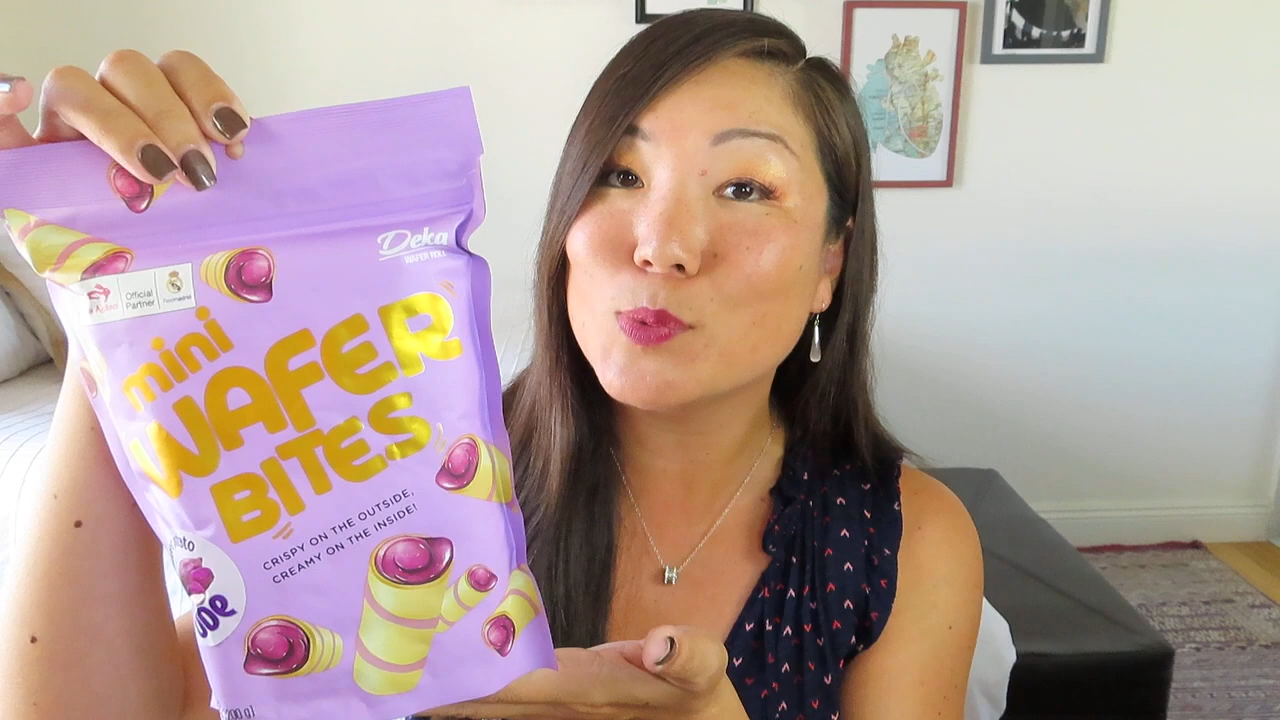 Deka
WAFER ROLL
Official
Partner
mini
WAFER
BITES
CRISPY ON THE OUTSIDE,
CREAMY ON THE INSIDE!